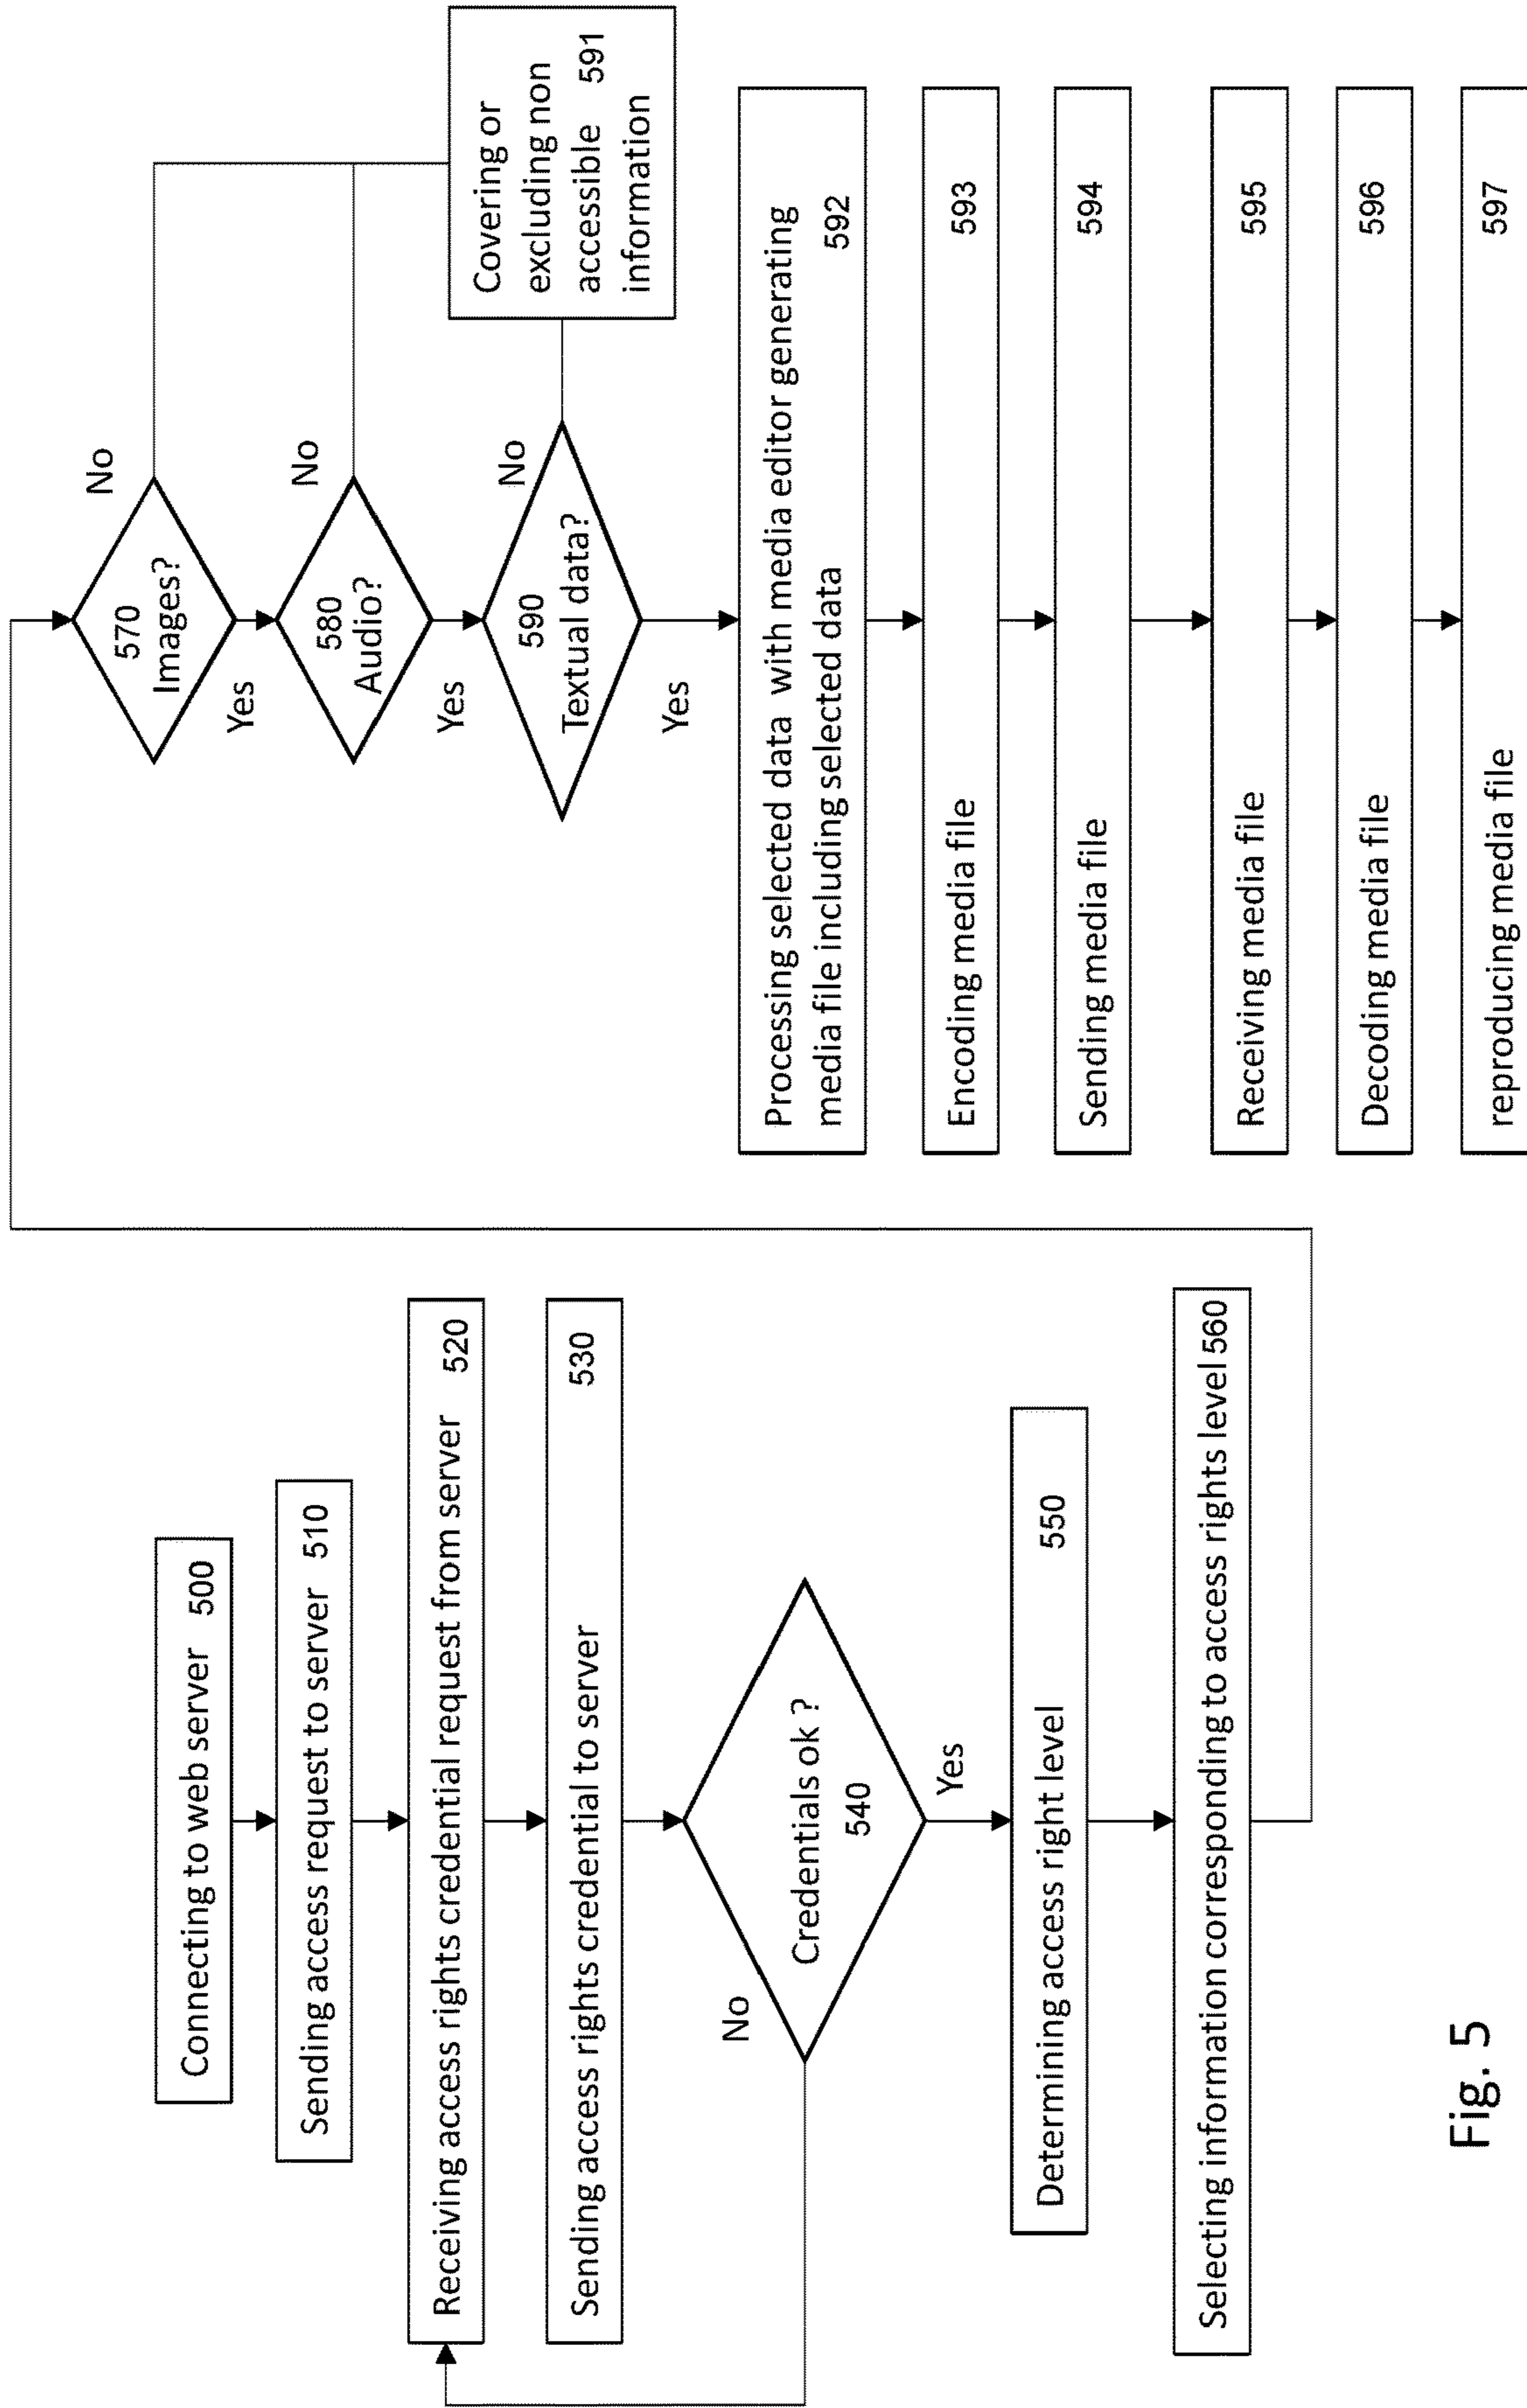 Connecting to web server 500
Sending access request to server 510
Receiving access rights credential request from server 520
Sending access rights credential to server 530
Credentials ok ?
540
No
Yes
Determining access right level 550
Selecting information corresponding to access rights level 560
570
Images?
No
Yes
580
Audio?
No
Yes
590
Textual data?
No
Yes
Covering or
excluding non
accessible 591
information
Processing selected data with media editor generating
media file including selected data 592
Encoding media file 593
Sending media file 594
Receiving media file 595
Decoding media file 596
reproducing media file 597
Fig. 5